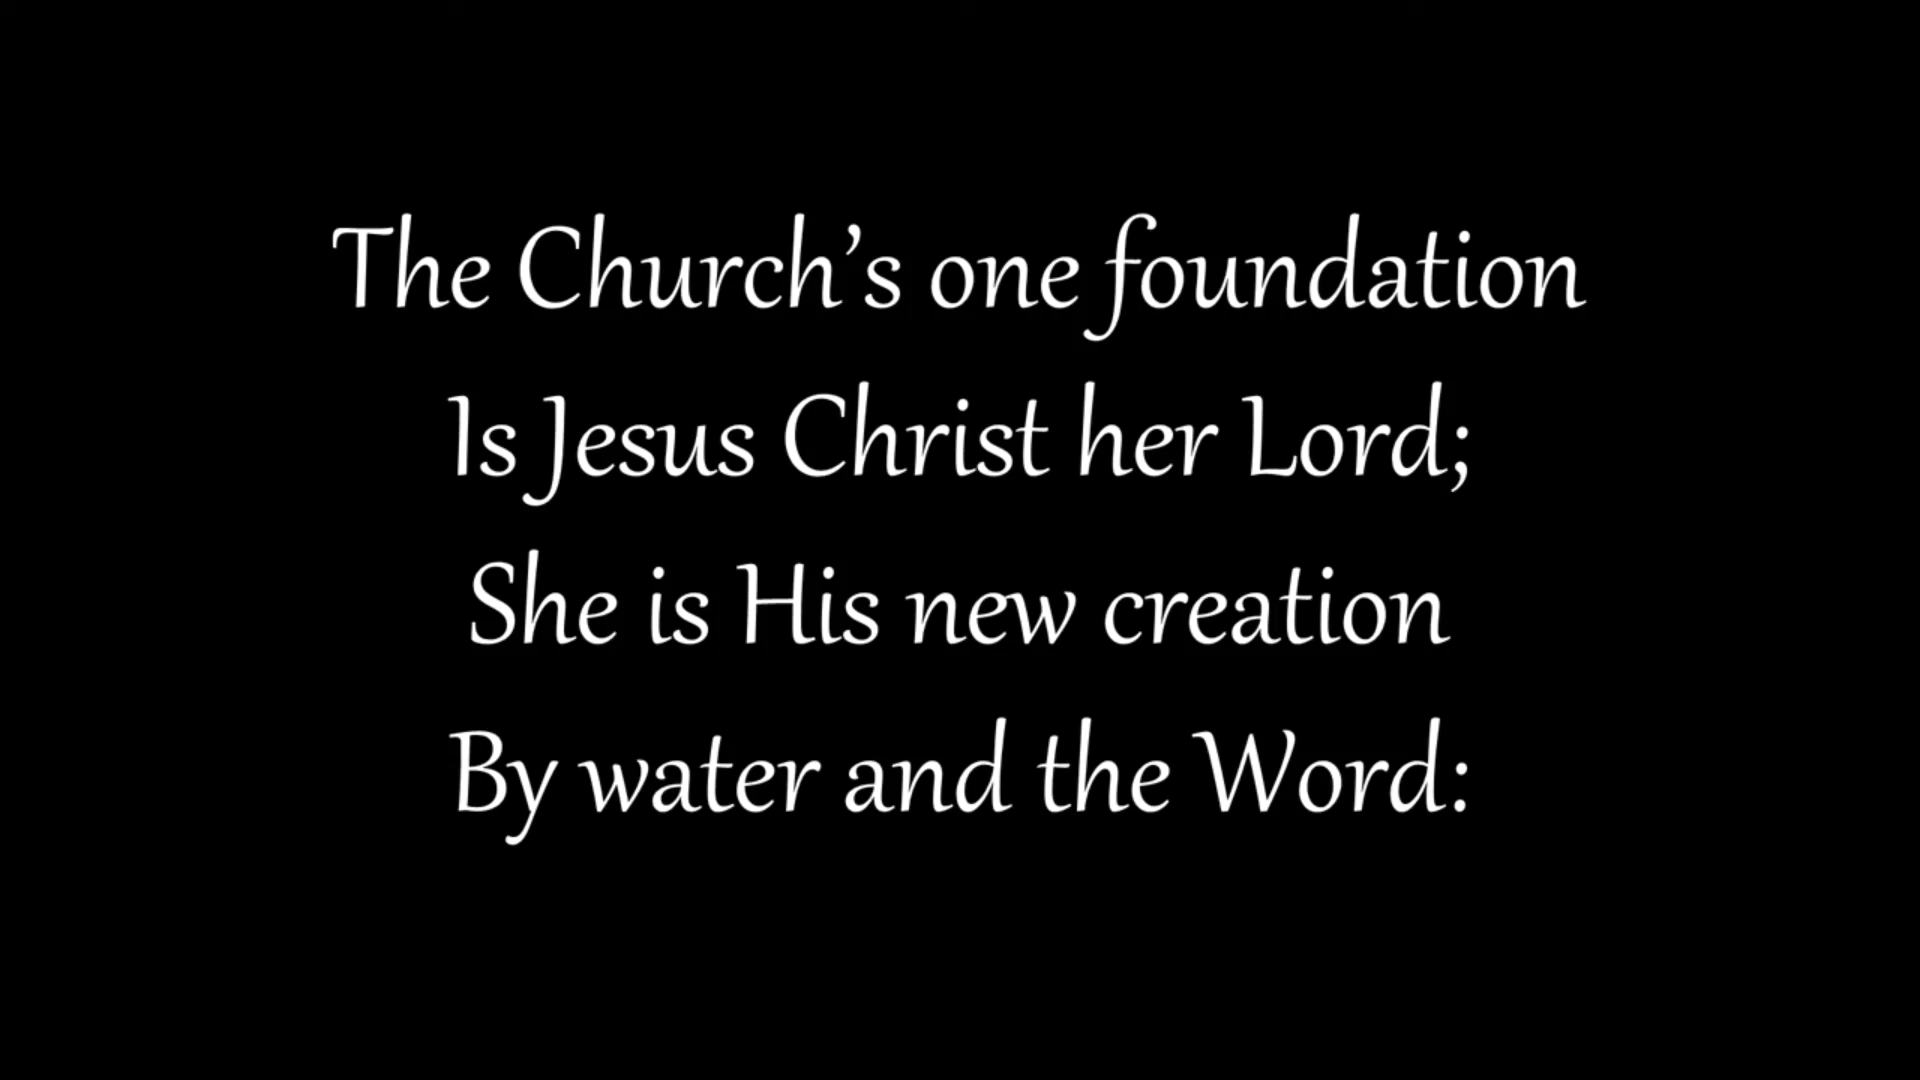 The Church’s one foundation
Is Jesus Christ her Lord;
She is His new creation
By water and the Word: